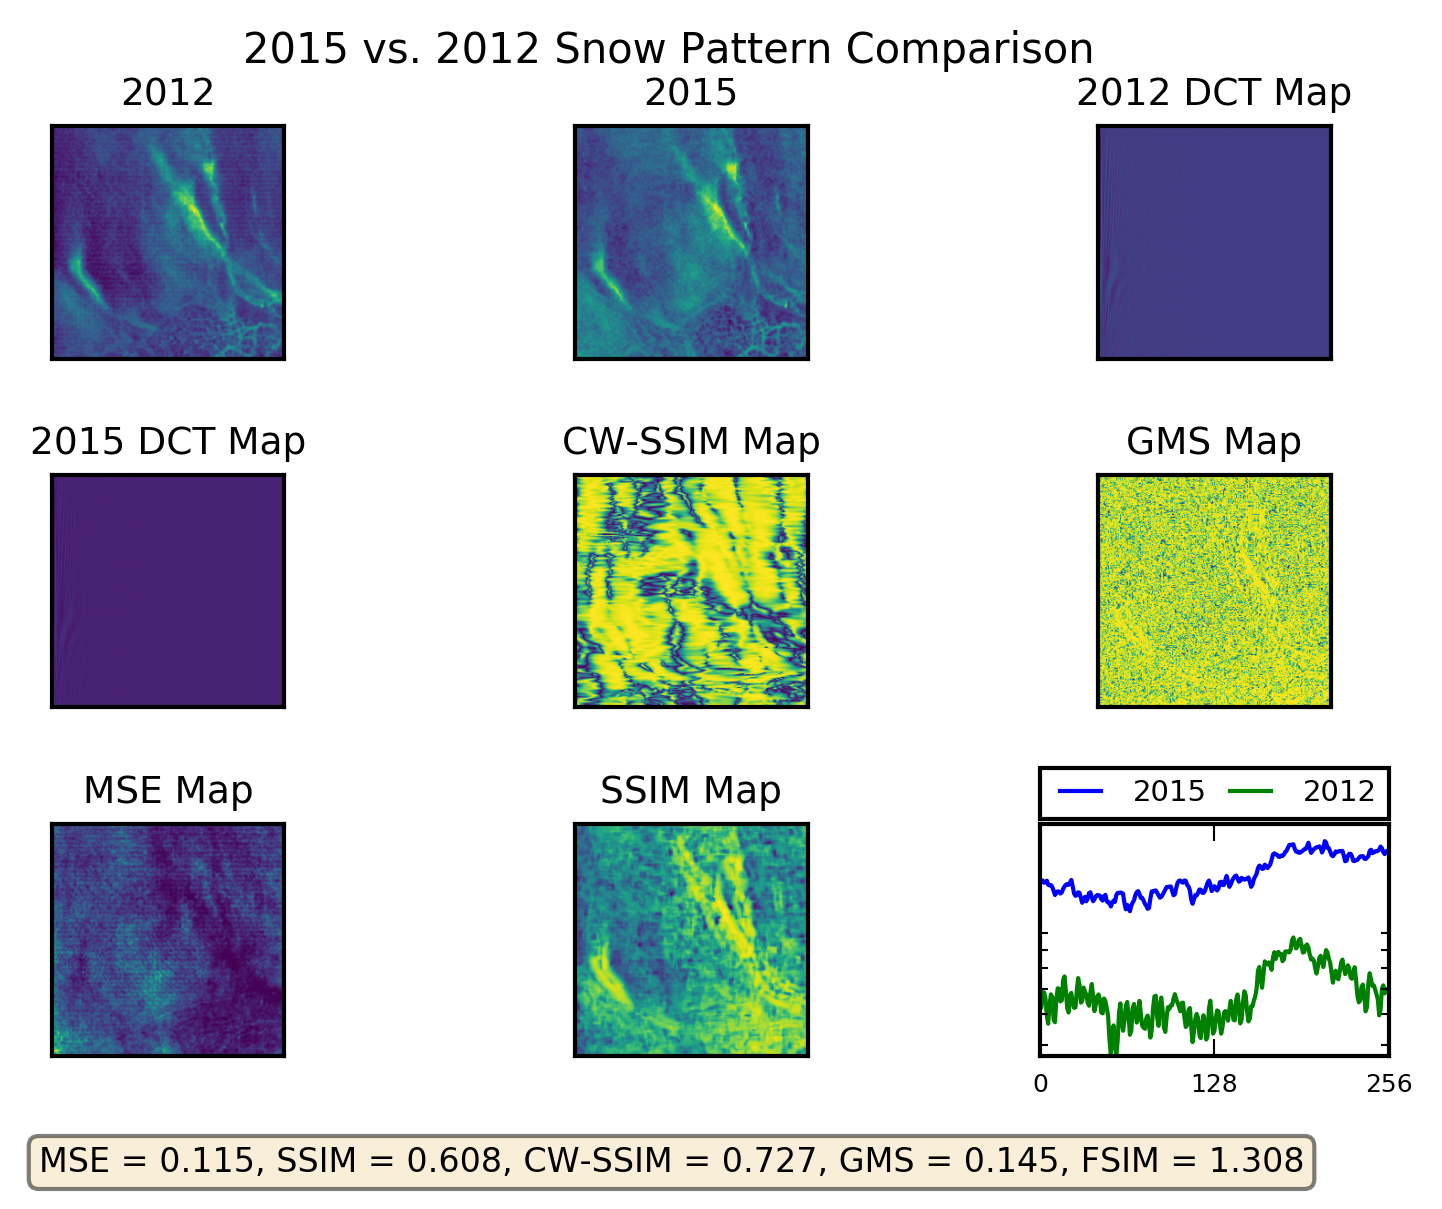 2015 vs. 2012 Snow Pattern Comparison
2012
2015
2012 DCT Map
2015 DCT Map
CW-SSIM Map
GMS Map
MSE Map
SSIM Map
2015
2012
0
128
256
MSE = 0.115, SSIM = 0.608, CW-SSIM = 0.727, GMS = 0.145, FSIM = 1.308